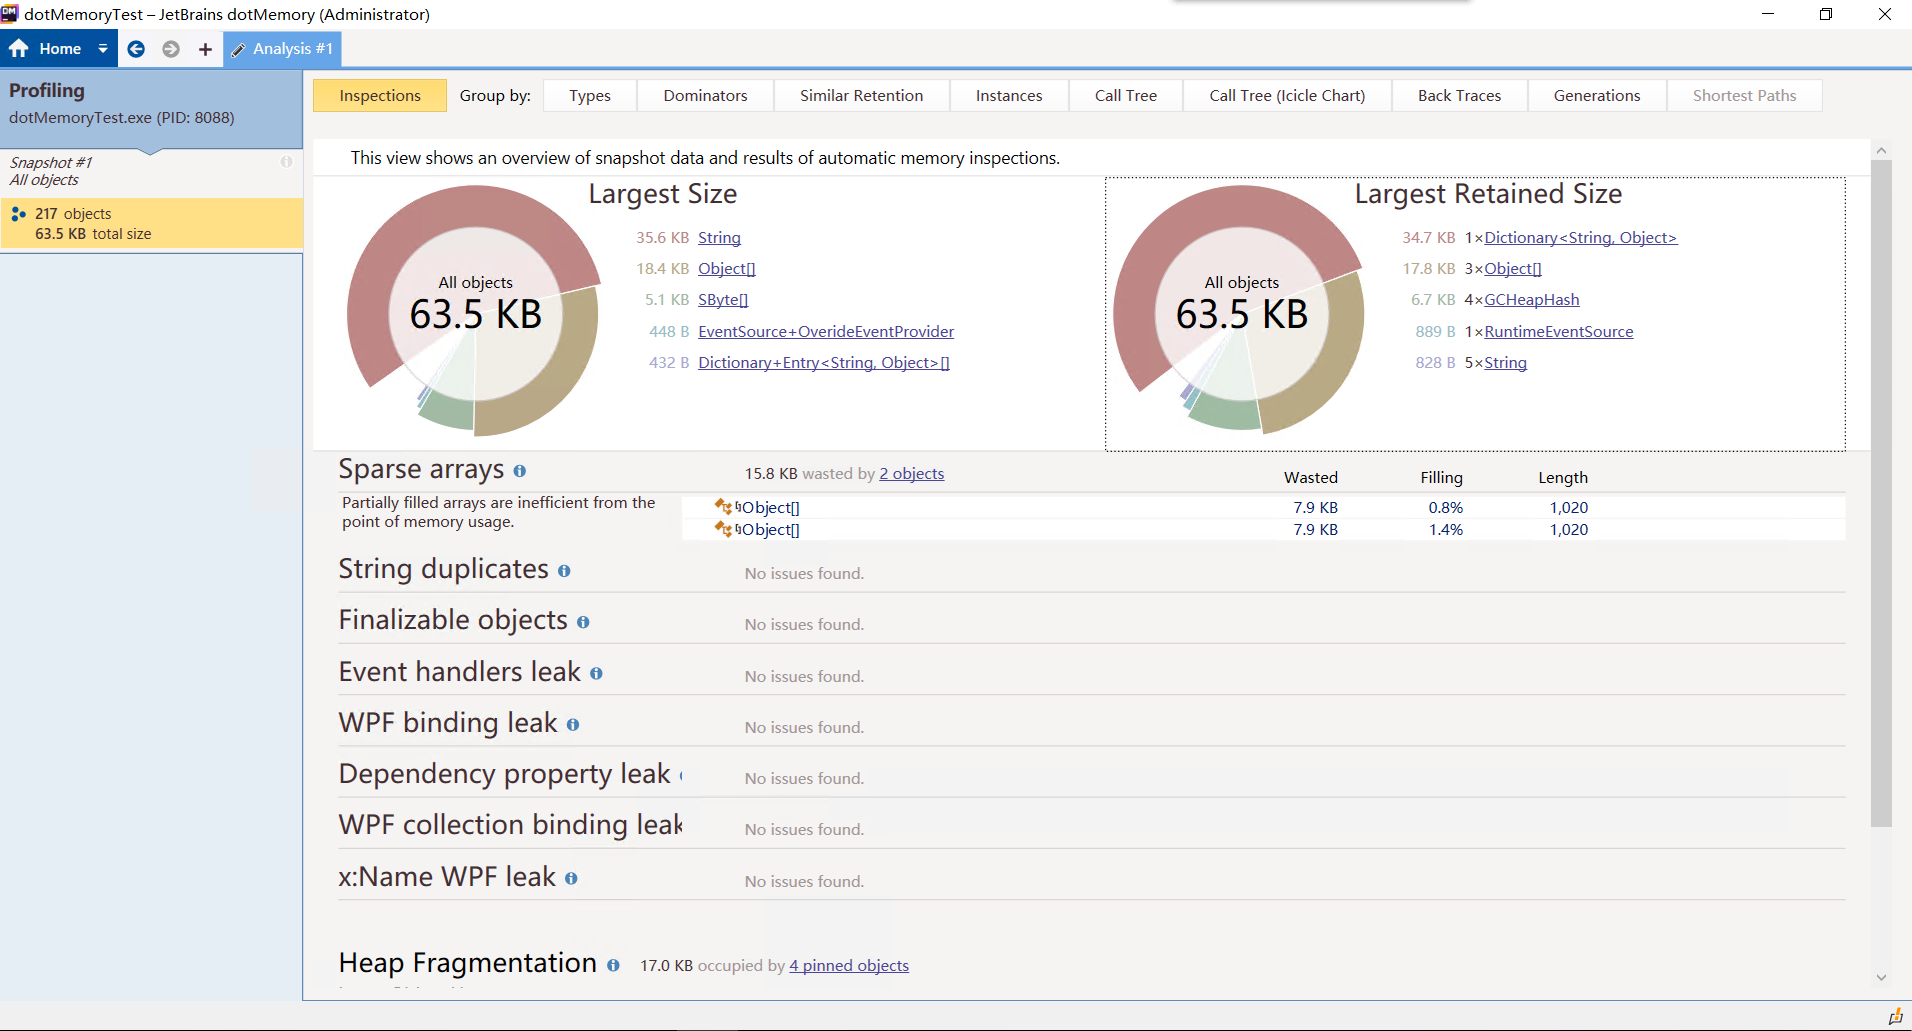 dotMemoryTest – JetBrains dotMemory (Administrator)
Home
Analysis #1
Profiling
dotMemoryTest.exe (PID: 8088)
Snapshot #1
All objects
217 objects
63.5 KB total size
Inspections Group by: Types Dominators Similar Retention Instances Call Tree Call Tree (Icicle Chart) Back Traces Generations Shortest Paths
This view shows an overview of snapshot data and results of automatic memory inspections.
Largest Size
All objects
63.5 KB
35.6 KB String
18.4 KB Object[]
5.1 KB SByte[]
448 B EventSource+OverideEventProvider
432 B Dictionary+Entry<String, Object>[]
Largest Retained Size
All objects
63.5 KB
34.7 KB 1×Dictionary<String, Object>
17.8 KB 3×Object[]
6.7 KB 4×GCHeapHash
889 B 1×RuntimeEventSource
828 B 5×String
Sparse arrays 15.8 KB wasted by 2 objects Wasted Filling Length
Partially filled arrays are inefficient from the
point of memory usage.
Object[] 7.9 KB 0.8% 1,020
Object[] 7.9 KB 1.4% 1,020
String duplicates No issues found.
Finalizable objects No issues found.
Event handlers leak No issues found.
WPF binding leak No issues found.
Dependency property leak No issues found.
WPF collection binding leak No issues found.
x:Name WPF leak No issues found.
Heap Fragmentation 17.0 KB occupied by 4 pinned objects